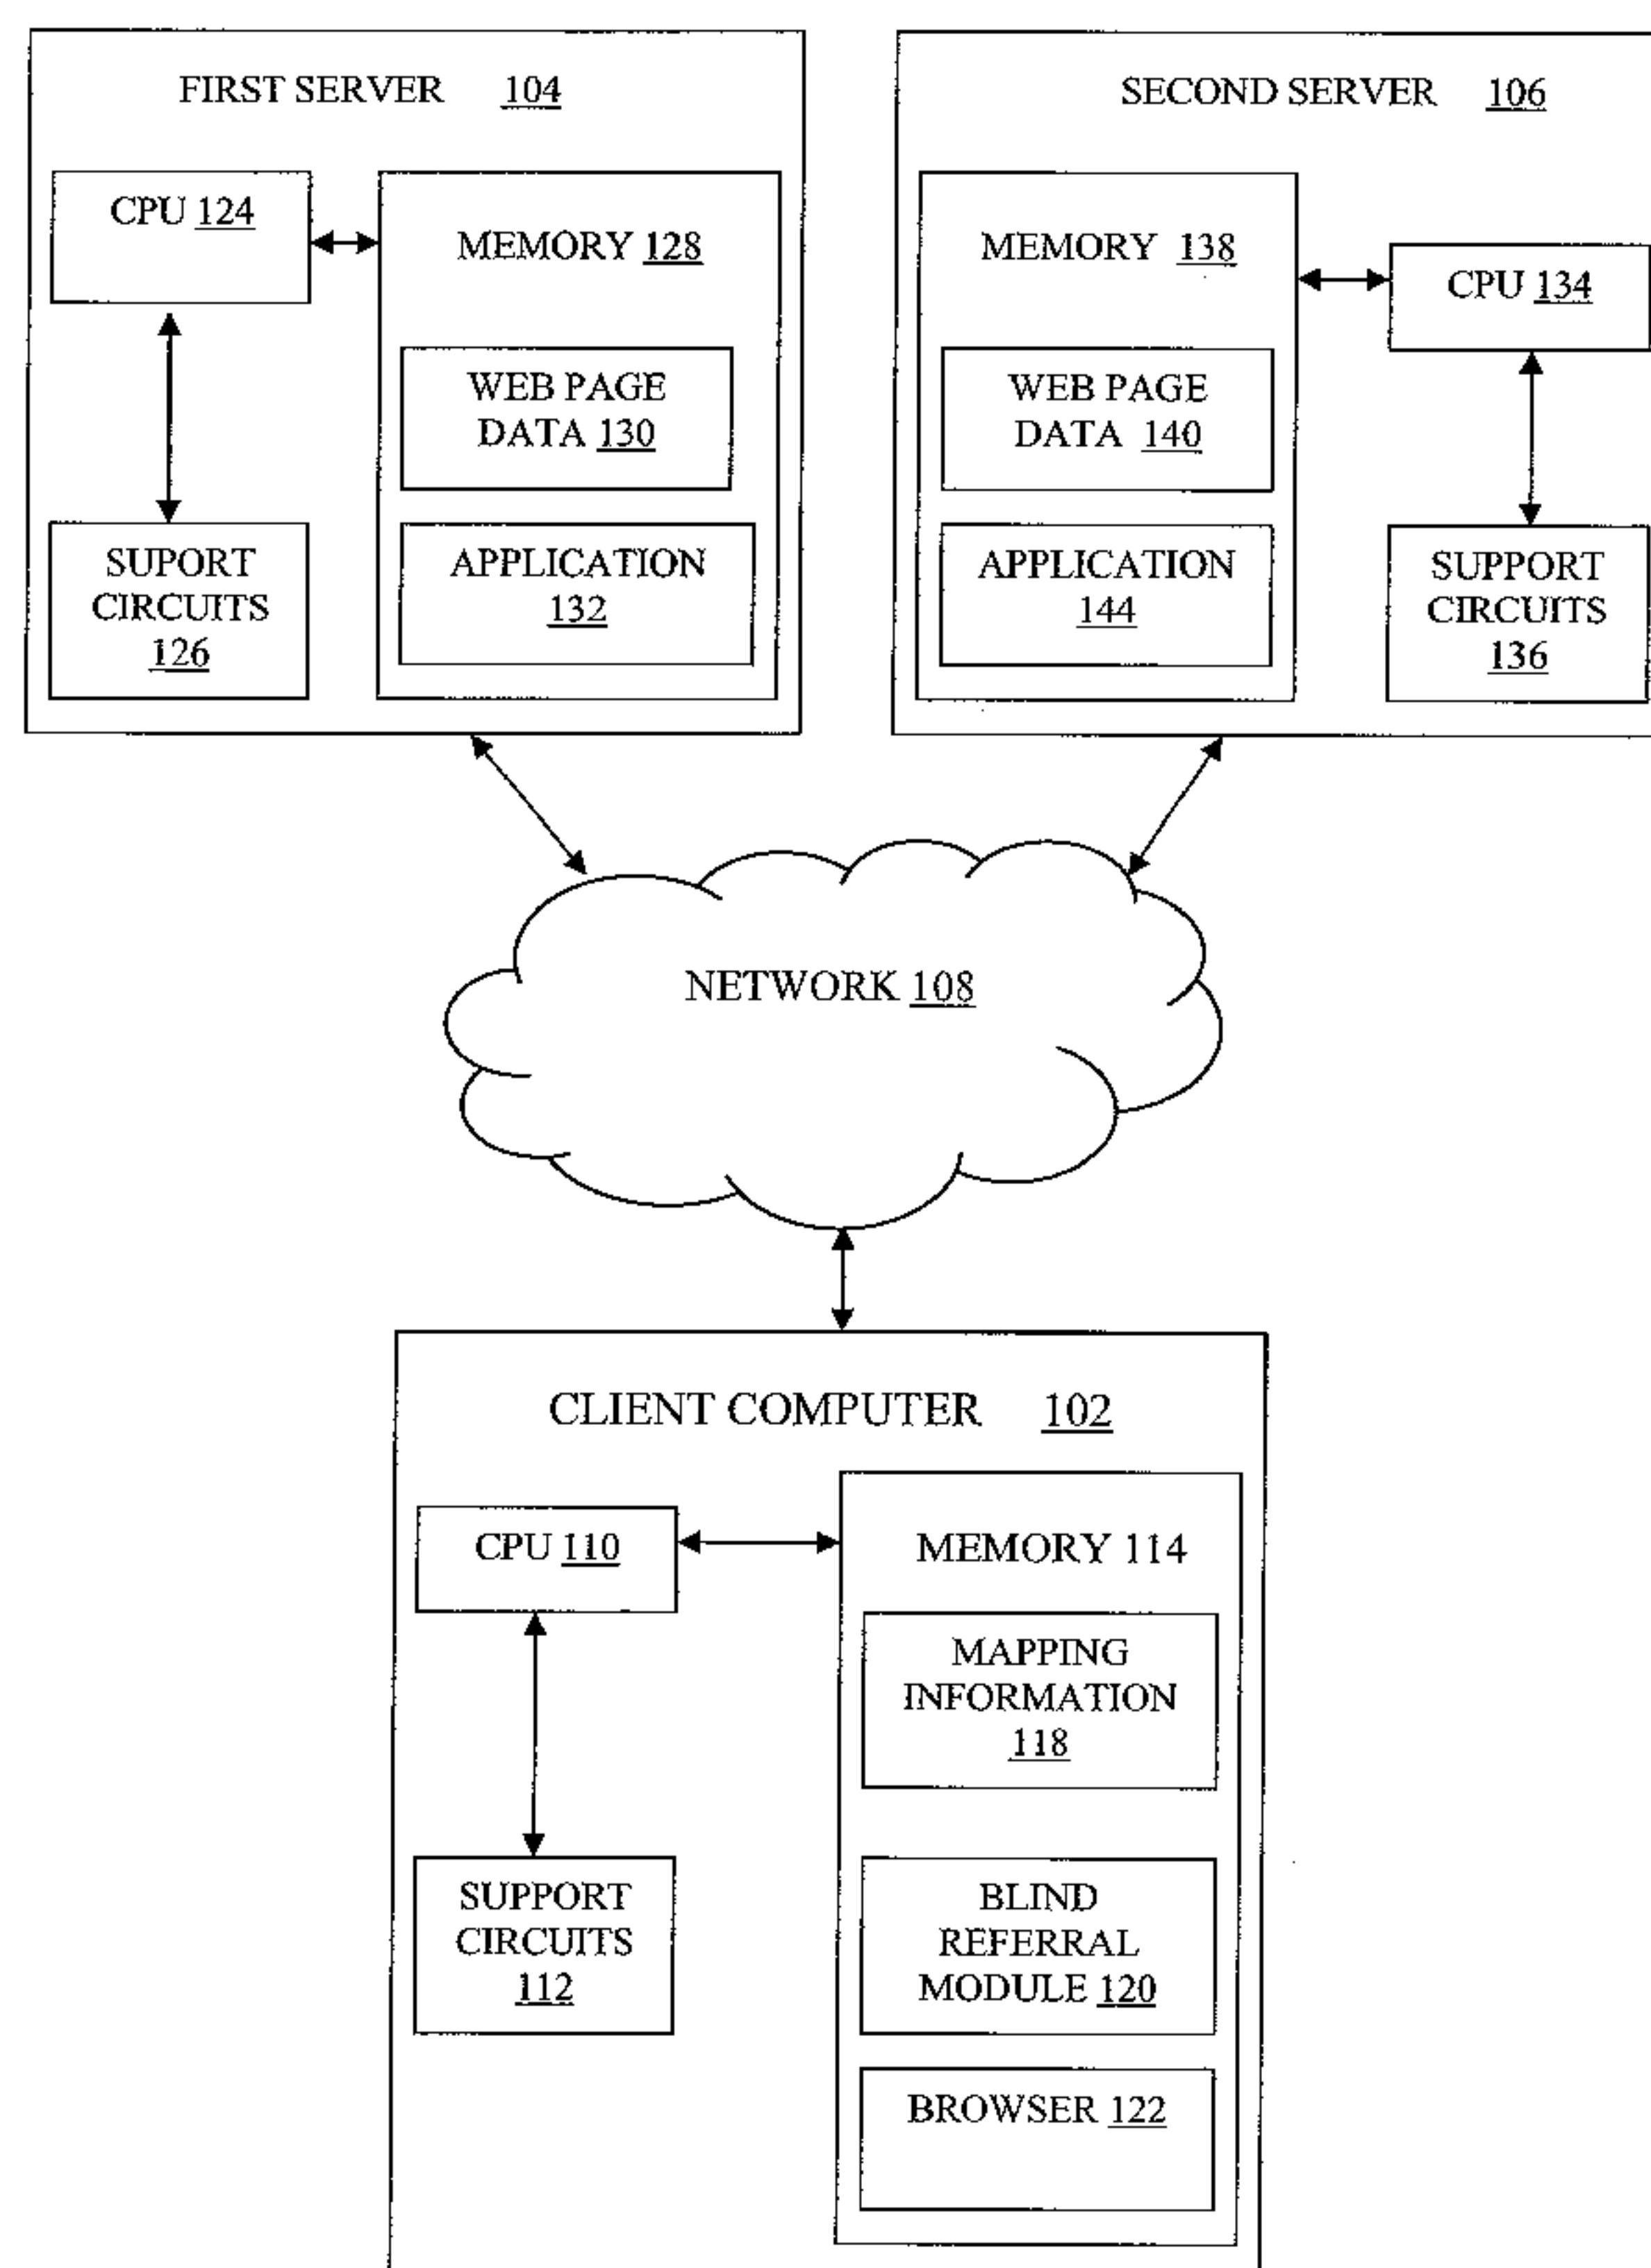 FIRST SERVER 104
CPU 124
MEMORY 128
WEB PAGE
DATA 130
APPLICATION
132
SUPORT
CIRCUITS
126
SECOND SERVER 106
MEMORY 138
CPU 134
WEB PAGE
DATA 140
APPLICATION
144
SUPPORT
CIRCUITS
136
NETWORK 108
CLIENT COMPUTER 102
CPU 110
MEMORY 114
MAPPING
INFORMATION
118
SUPPORT
CIRCUITS
112
BLIND
REFERRAL
MODULE 120
BROWSER 122